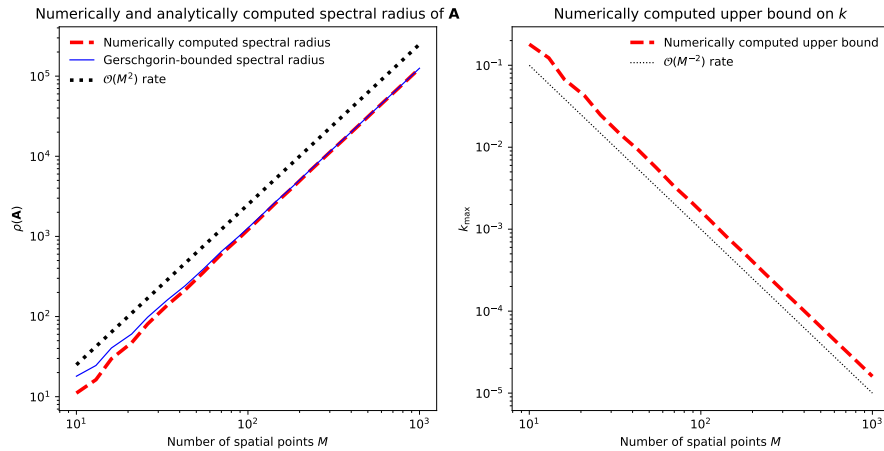 Numerically and analytically computed spectral radius of A
Numerically computed spectral radius
Gerschgorin-bounded spectral radius
𝒪(M²) rate
10⁵
10⁴
10³
10²
10¹
ρ(A)
10¹ 10² 10³
Number of spatial points M
Numerically computed upper bound on k
Numerically computed upper bound
𝒪(M⁻²) rate
10⁻¹
10⁻²
10⁻³
10⁻⁴
10⁻⁵
k_max
10¹ 10² 10³
Number of spatial points M